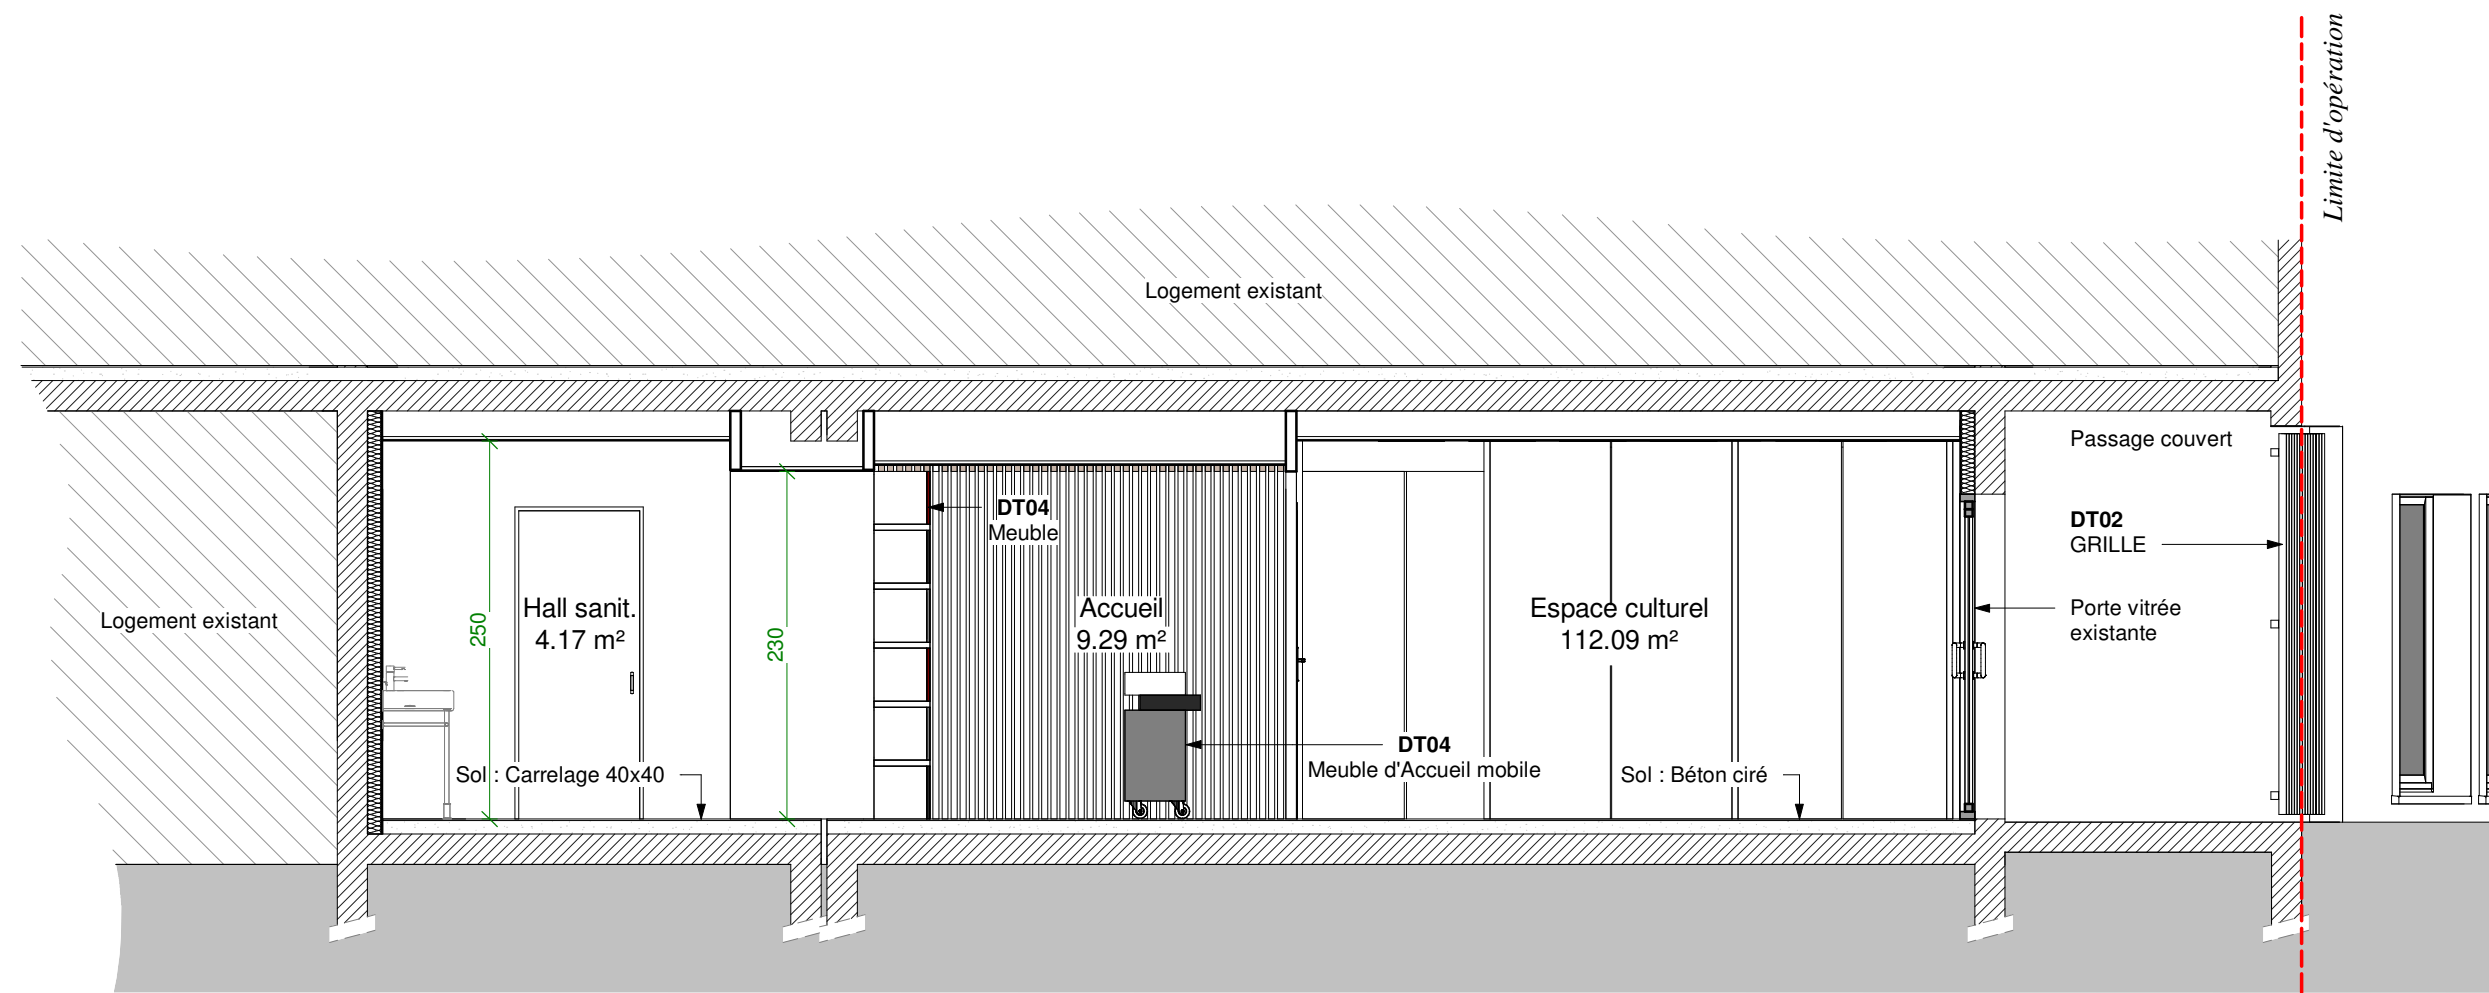 Limite d'opération
Logement existant
Passage couvert
DT04
Meuble
DT02
GRILLE
Logement existant
250
Hall sanit.
4.17 m²
230
Accueil
9.29 m²
Espace culturel
112.09 m²
Porte vitrée
existante
DT04
Meuble d'Accueil mobile
Sol : Carrelage 40x40
Sol : Béton ciré